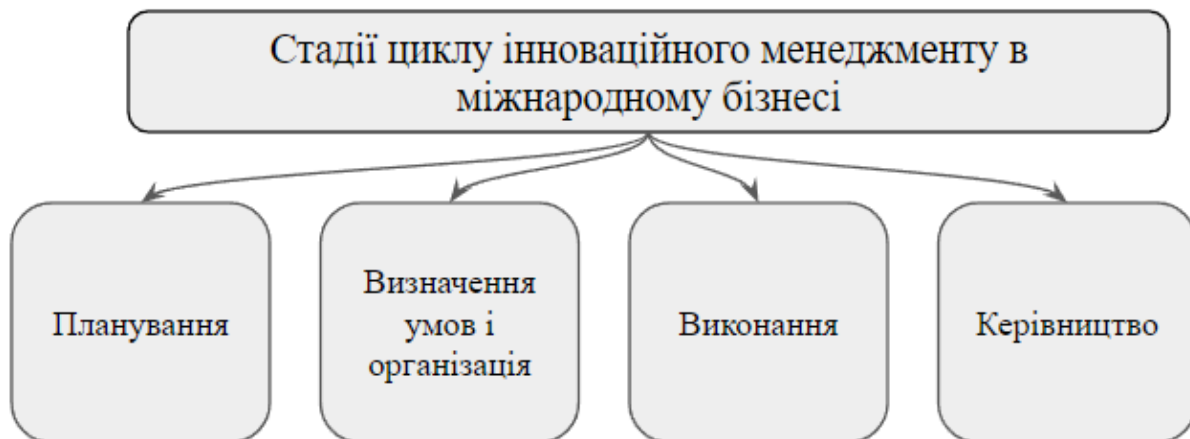 Стадії циклу інноваційного менеджменту в
міжнародному бізнесі
Планування
Визначення
умов і
організація
Виконання
Керівництво